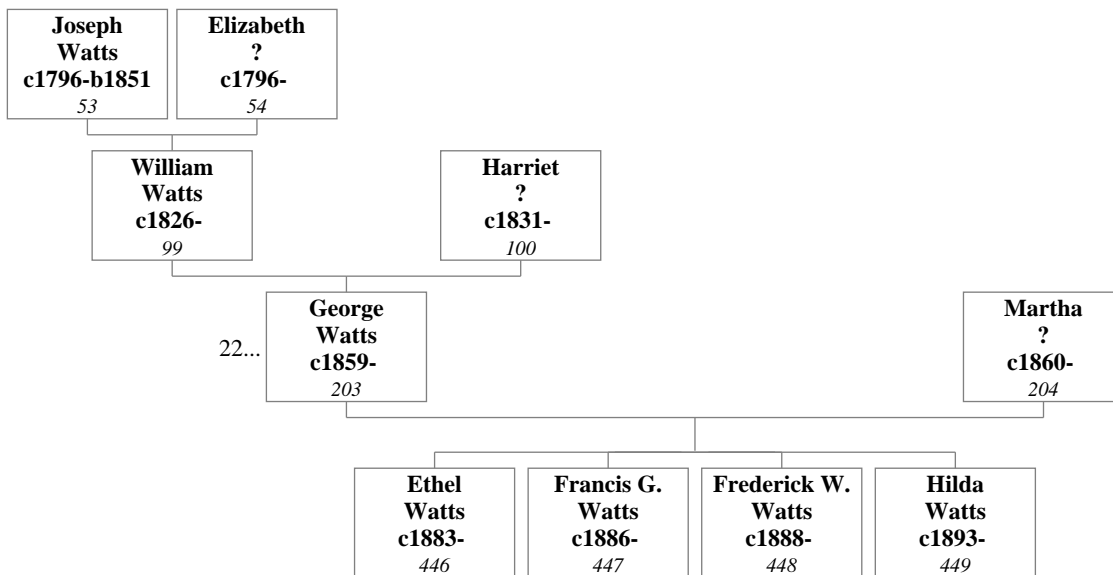 Joseph
Watts
c1796-b1851
53
Elizabeth
?
c1796-
54
William
Watts
c1826-
99
Harriet
?
c1831-
100
22...
George
Watts
c1859-
203
Martha
?
c1860-
204
Ethel
Watts
c1883-
446
Francis G.
Watts
c1886-
447
Frederick W.
Watts
c1888-
448
Hilda
Watts
c1893-
449